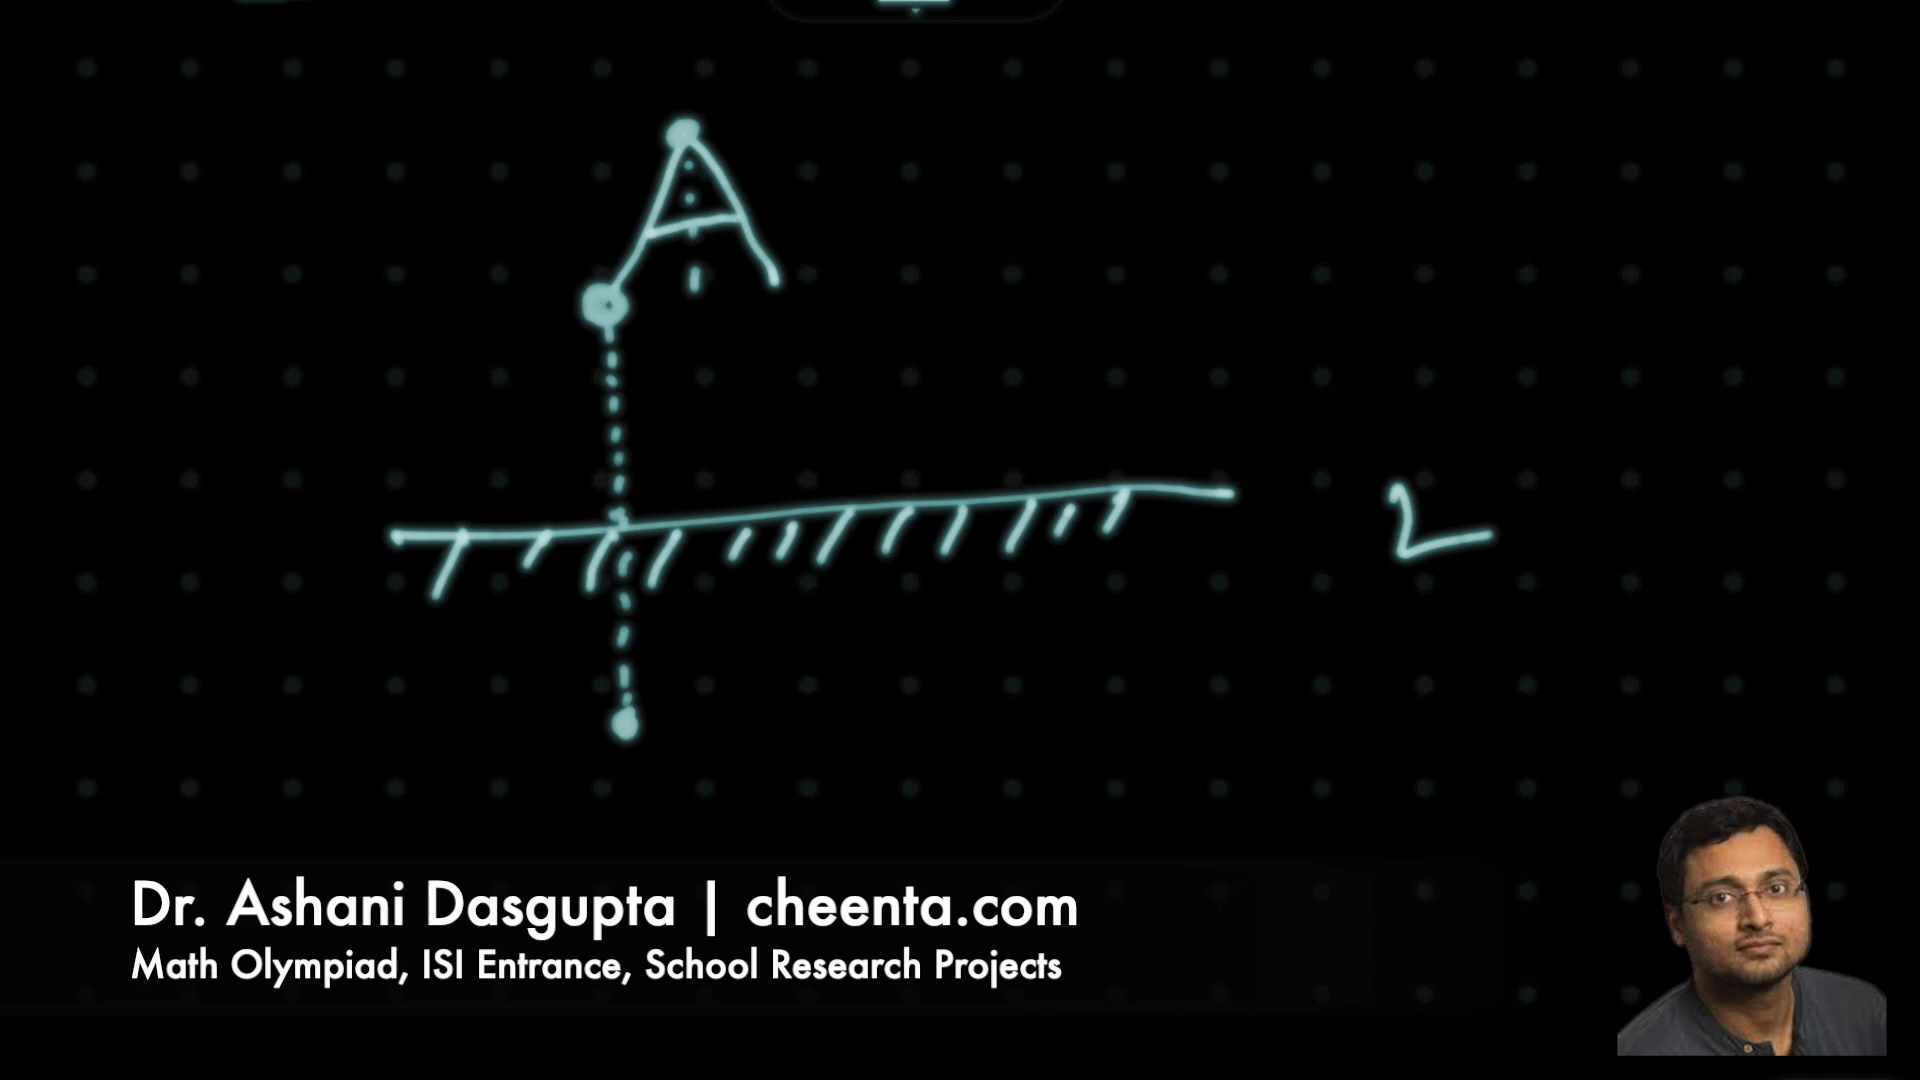 A
L
Dr. Ashani Dasgupta | cheenta.com
Math Olympiad, ISI Entrance, School Research Projects